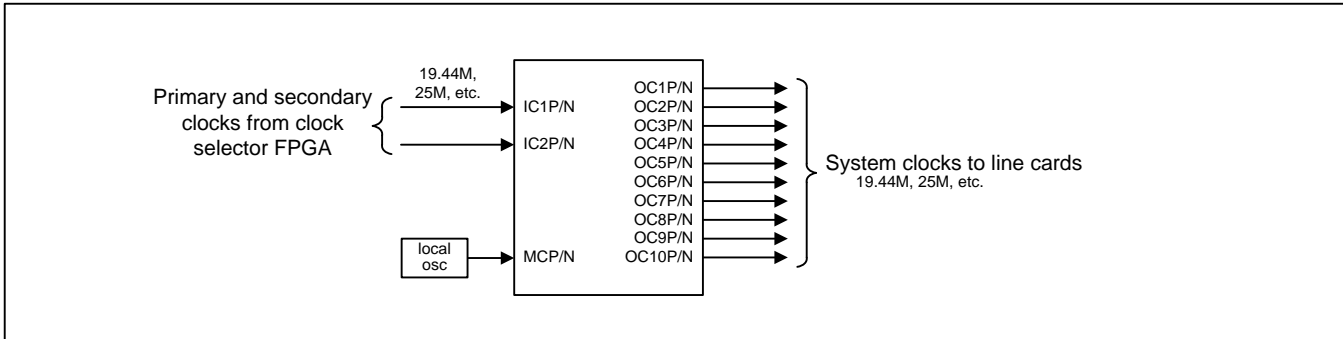 Primary and secondary
clocks from clock
selector FPGA
19.44M,
25M, etc.
IC1P/N
IC2P/N
local
osc
MCP/N
OC1P/N
OC2P/N
OC3P/N
OC4P/N
OC5P/N
OC6P/N
OC7P/N
OC8P/N
OC9P/N
OC10P/N
System clocks to line cards
19.44M, 25M, etc.